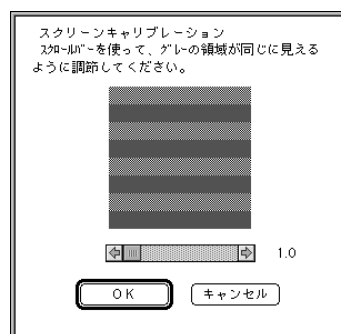 スクリーンキャリブレーション
ｽｸﾛｰﾙﾊﾞｰを使って、ｸﾞﾚｰの領域が同じに見える
ように調節してください。
1.0
OK
キャンセル